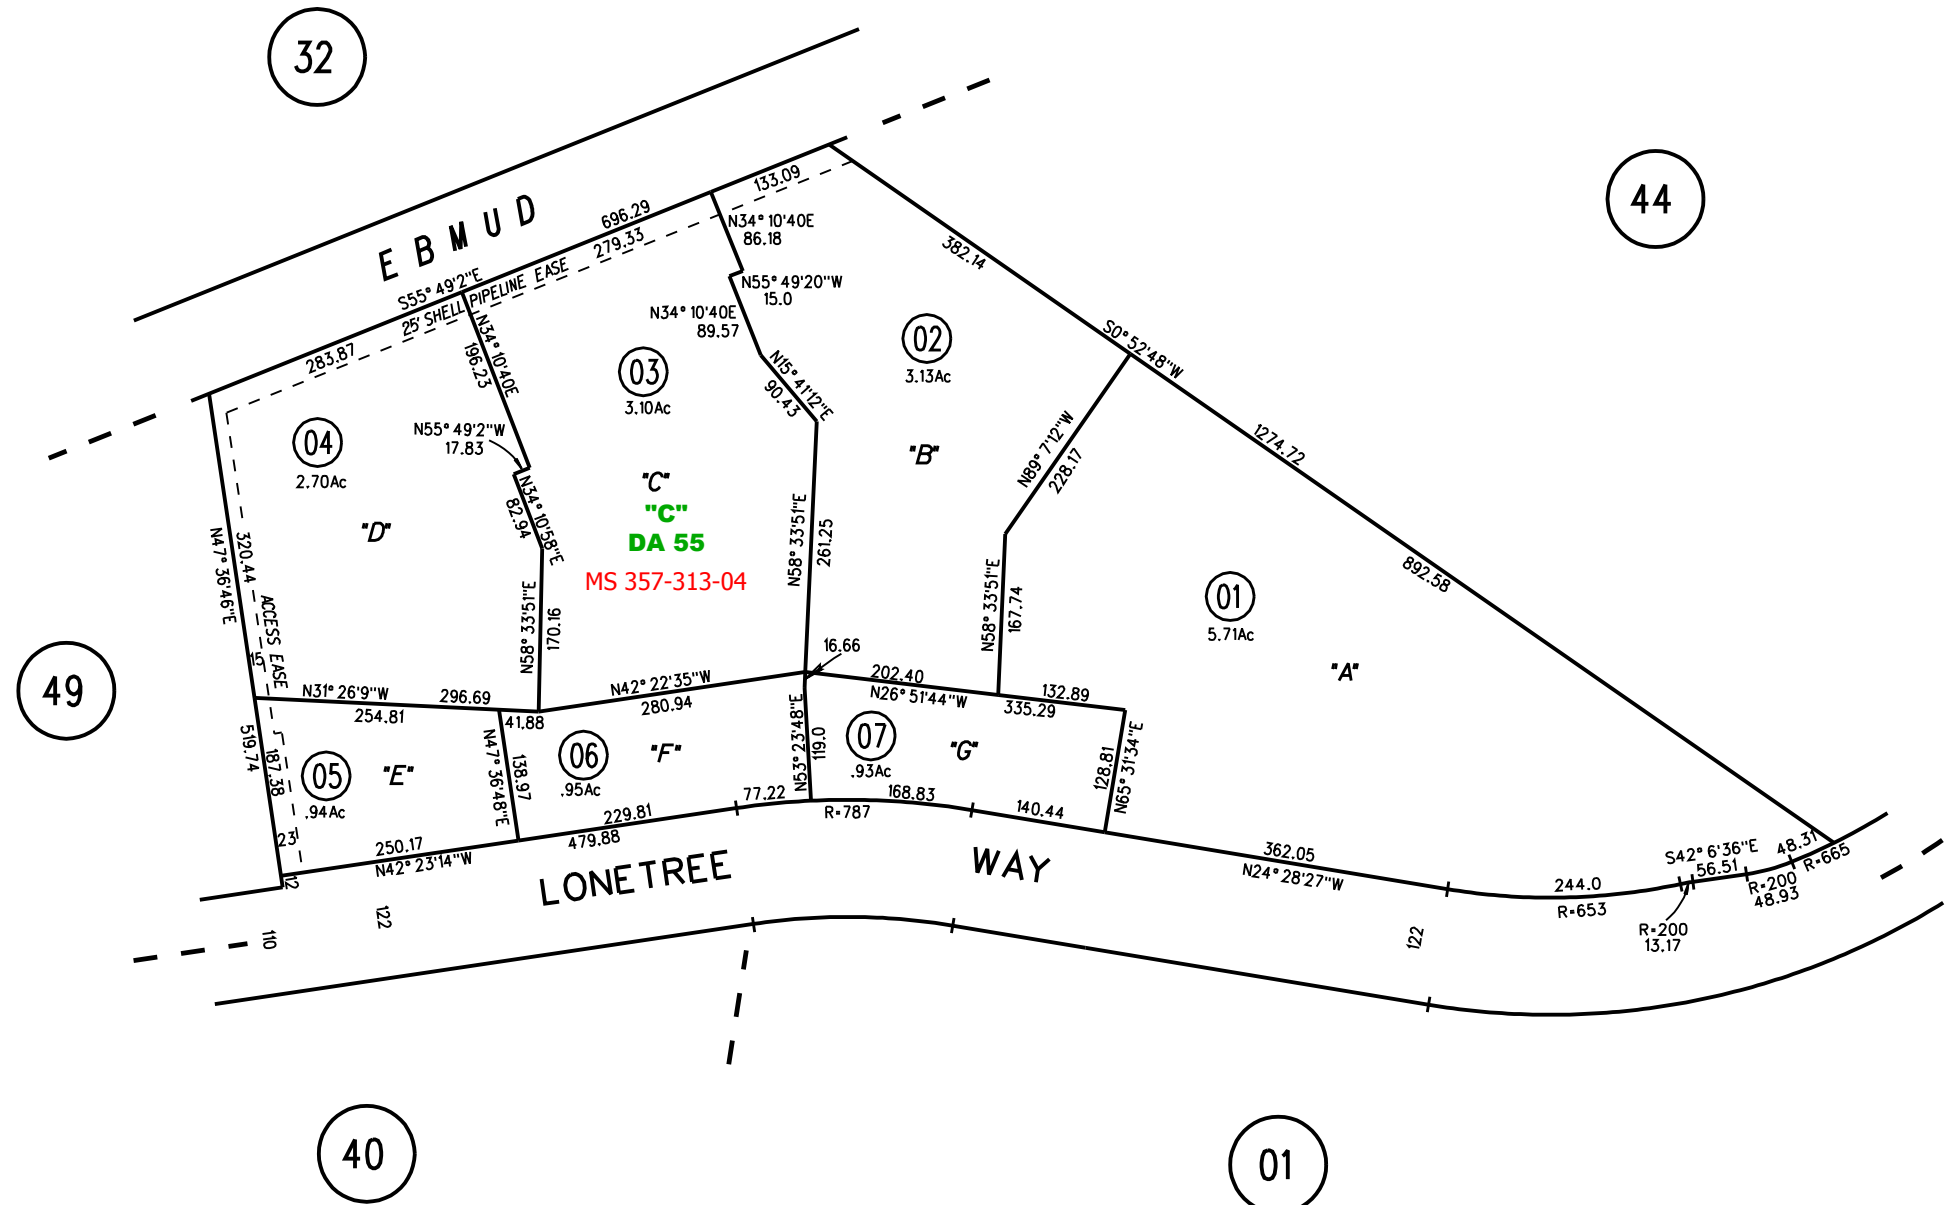 32
44
49
40
01
EBMUD
133.09
696.29
279.33
S55° 49'2"E
25' SHELL PIPELINE EASE
283.87
N34° 10'40E
86.18
N55° 49'20"W
15.0
N34° 10'40E
89.57
N15° 41'12"E
90.43
382.14
S0° 52'48"W
1274.72
892.58
N34° 10'40E
196.23
N55° 49'2"W
17.83
N34° 10'58"E
82.94
04
2.70Ac
"D"
03
3.10Ac
"C"
"C"
DA 55
MS 357-313-04
02
3.13Ac
"B"
N89° 7'12"W
228.17
01
5.71Ac
"A"
N47° 36'46"E
320.44
ACCESS EASE
15
N58° 33'51"E
170.16
N58° 33'51"E
261.25
N58° 33'51"E
167.74
16.66
N31° 26'9"W
296.69
254.81
41.88
N42° 22'35"W
280.94
202.40
N26° 51'44"W
132.89
335.29
519.74
187.38
05
.94Ac
"E"
N47° 36'48"E
138.97
06
.95Ac
"F"
N53° 23'48"E
119.0
07
.93Ac
"G"
128.81
N65° 31'34"E
23
12
250.17
N42° 23'14"W
229.81
479.88
77.22
R=787
168.83
140.44
362.05
N24° 28'27"W
244.0
R=653
S42° 6'36"E
56.51
48.31
R=665
R=200
48.93
R=200
13.17
LONETREE WAY
110
122
122